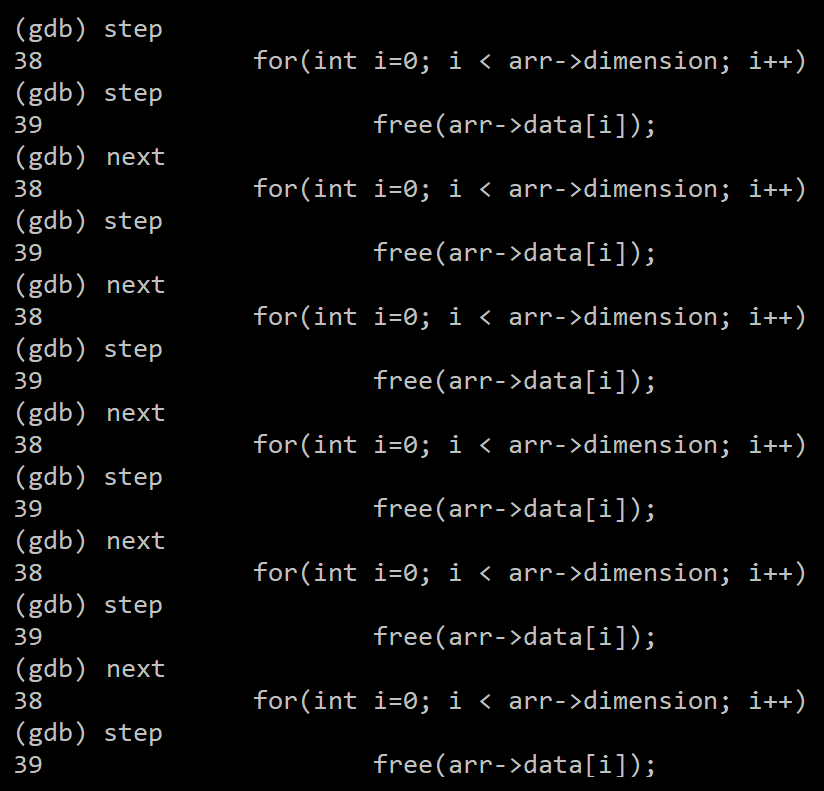 (gdb) step
38              for(int i=0; i < arr->dimension; i++)
(gdb) step
39                      free(arr->data[i]);
(gdb) next
38              for(int i=0; i < arr->dimension; i++)
(gdb) step
39                      free(arr->data[i]);
(gdb) next
38              for(int i=0; i < arr->dimension; i++)
(gdb) step
39                      free(arr->data[i]);
(gdb) next
38              for(int i=0; i < arr->dimension; i++)
(gdb) step
39                      free(arr->data[i]);
(gdb) next
38              for(int i=0; i < arr->dimension; i++)
(gdb) step
39                      free(arr->data[i]);
(gdb) next
38              for(int i=0; i < arr->dimension; i++)
(gdb) step
39                      free(arr->data[i]);